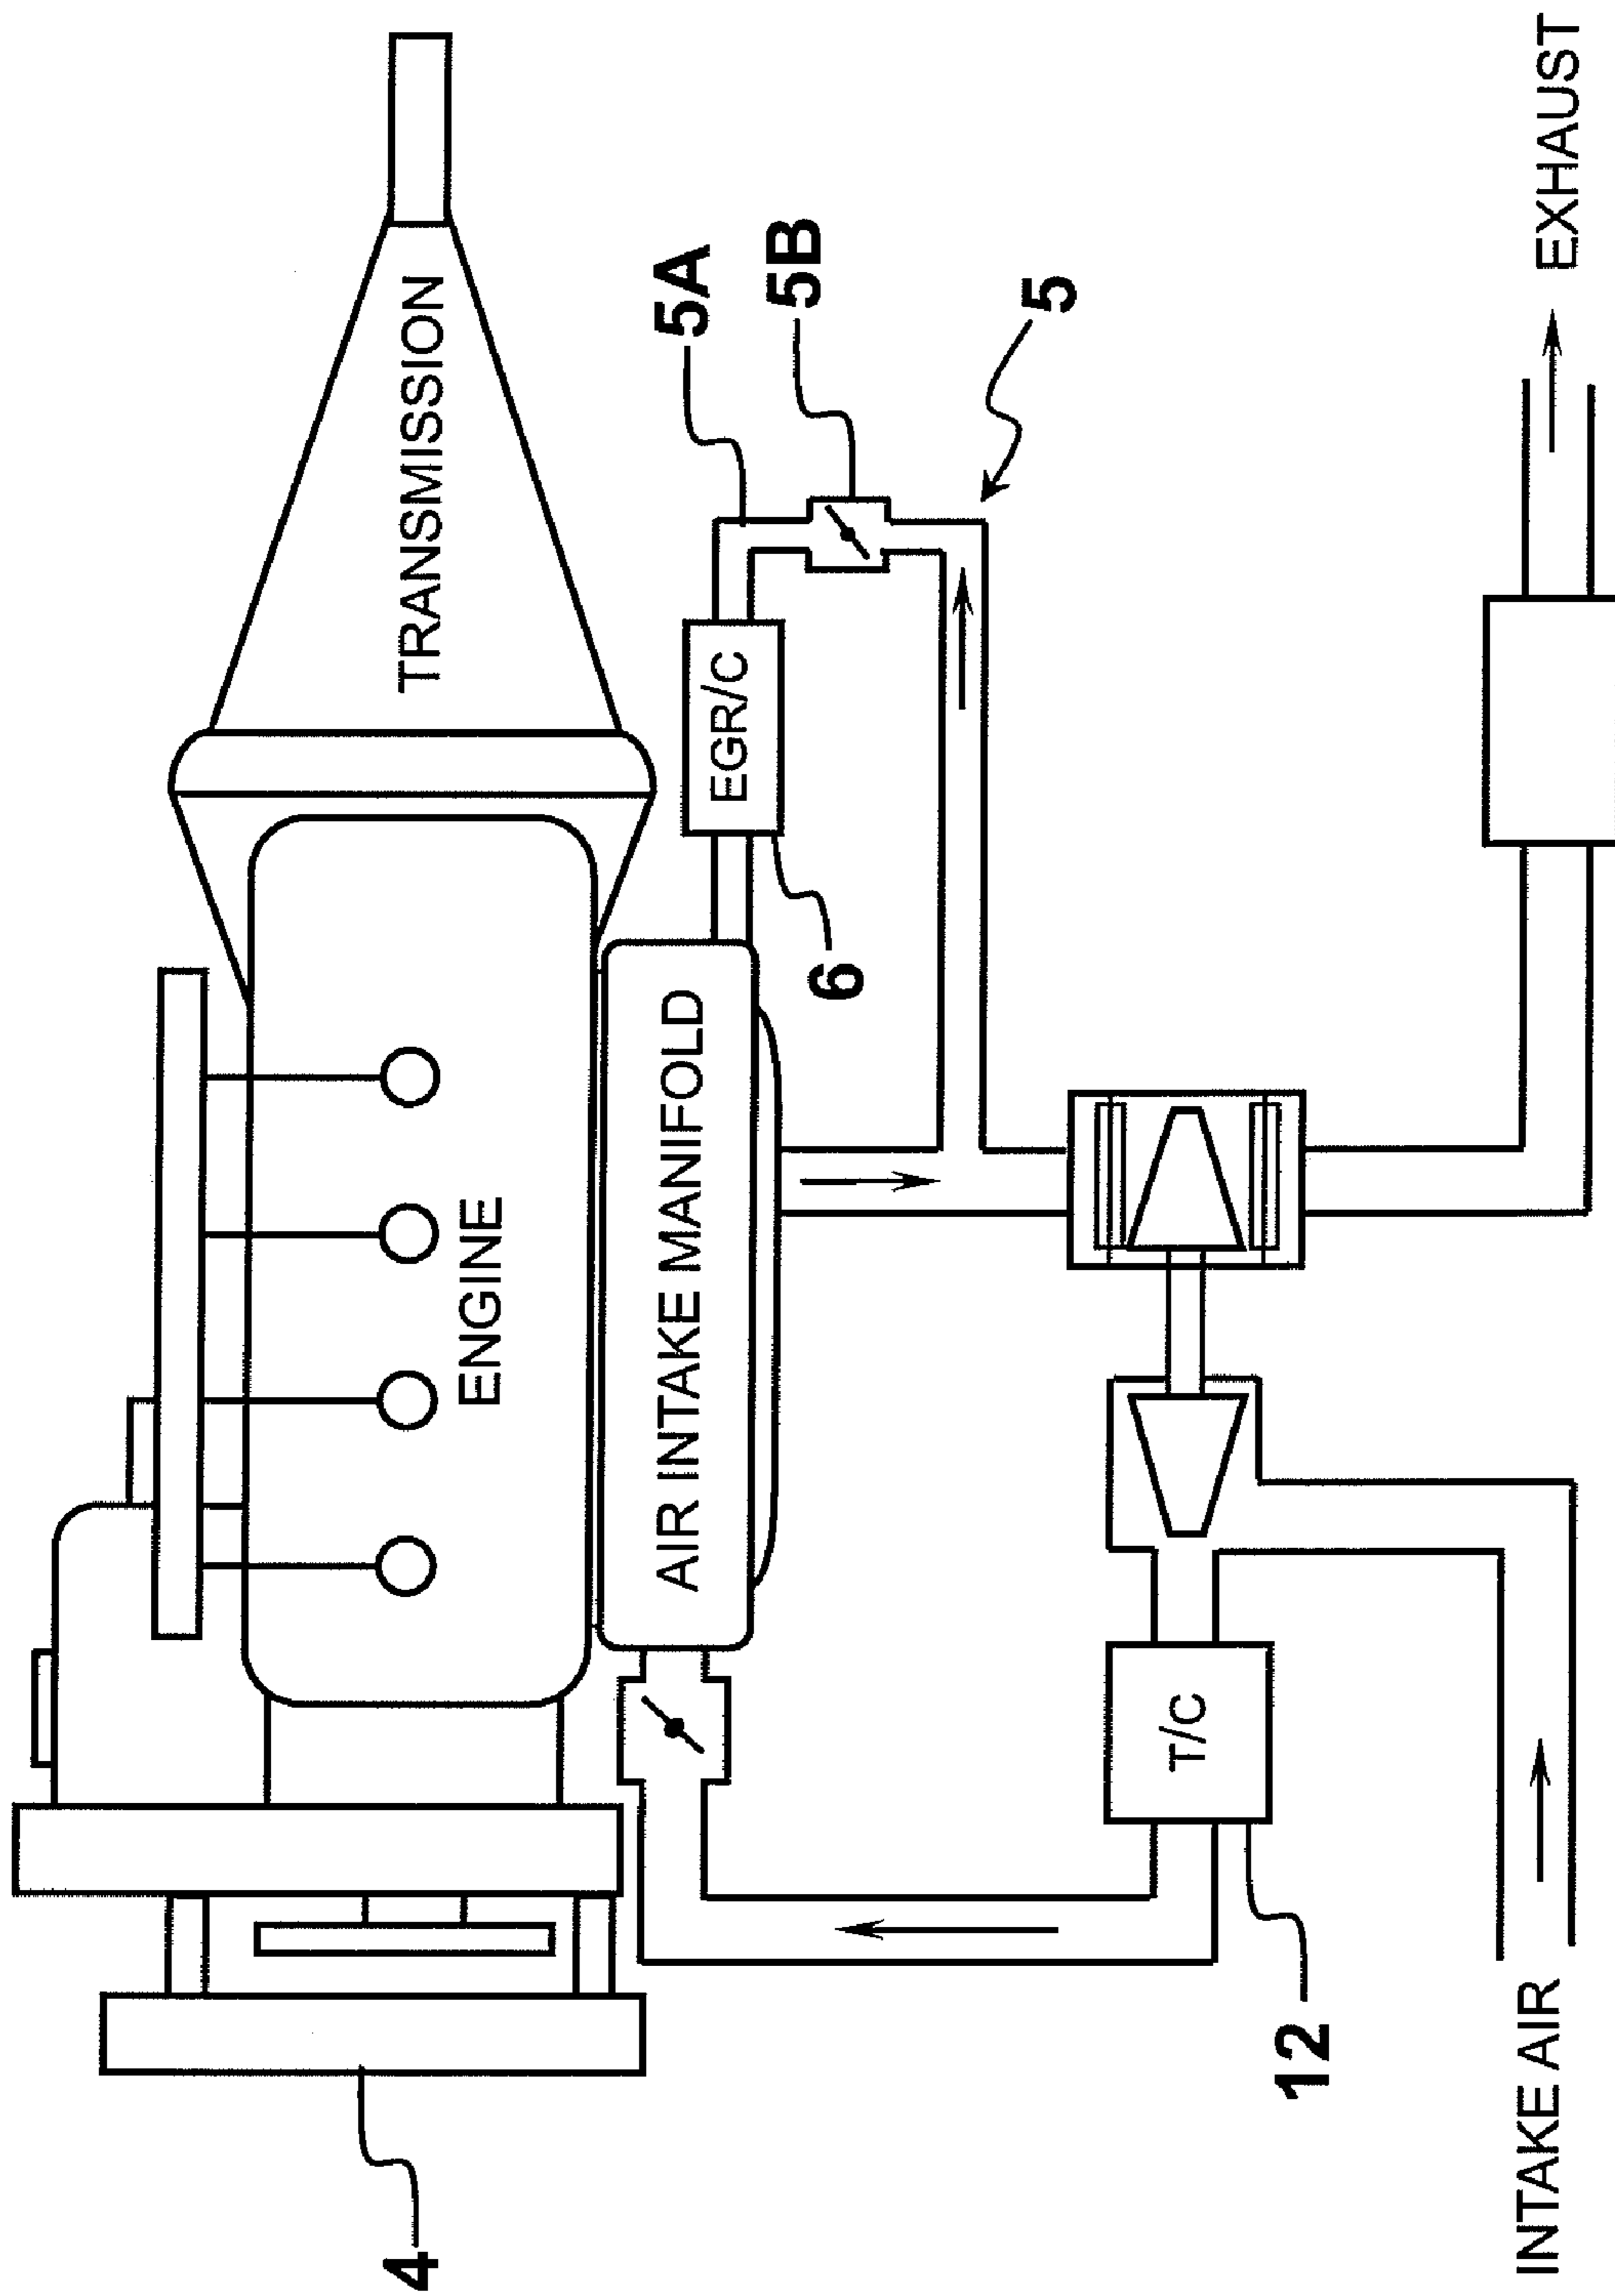 4
TRANSMISSION
ENGINE
5A
5B
5
EGR/C
6
AIR INTAKE MANIFOLD
T/C
12
INTAKE AIR
EXHAUST